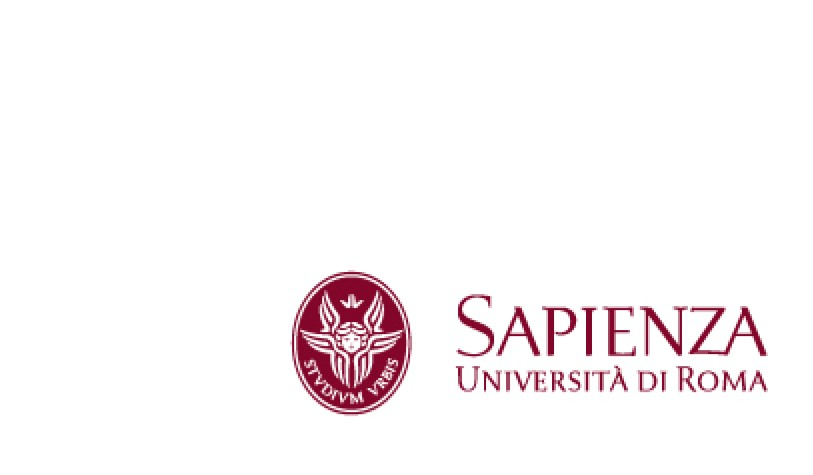 STVDIVM VRBIS
SAPIENZA
UNIVERSITÀ DI ROMA